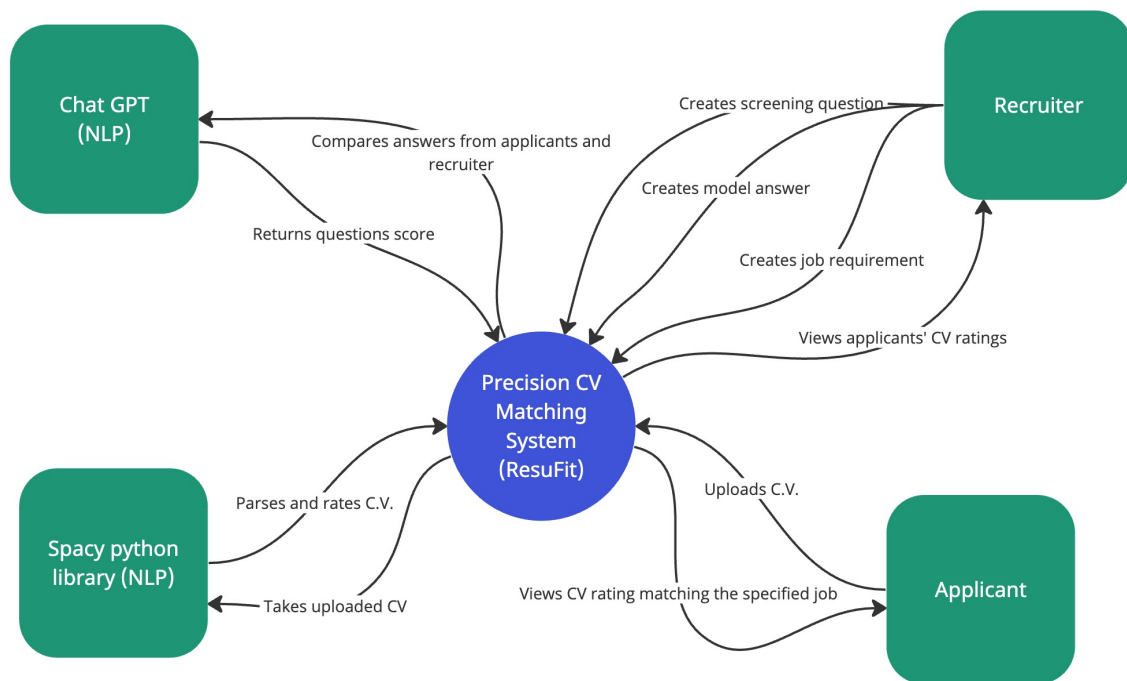 Chat GPT
(NLP)
Recruiter
Creates screening question
Compares answers from applicants and
recruiter
Creates model answer
Returns questions score
Creates job requirement
Views applicants' CV ratings
Precision CV
Matching
System
(ResuFit)
Parses and rates C.V.
Uploads C.V.
Spacy python
library (NLP)
Takes uploaded CV
Views CV rating matching the specified job
Applicant